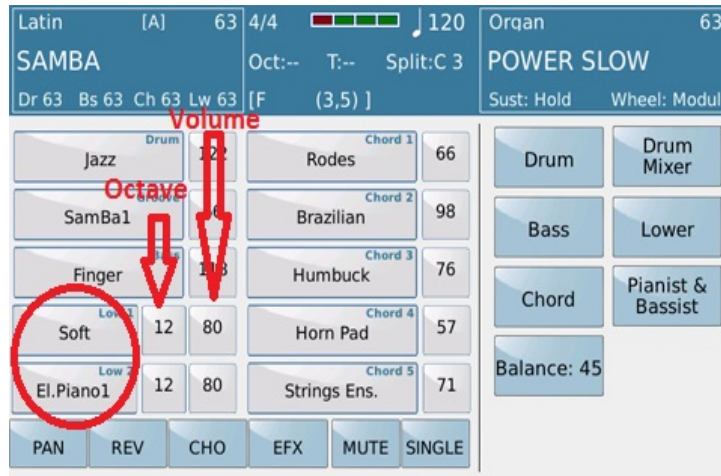 Latin [A] 63 4/4 120 Organ 63
SAMBA Oct:-- T:-- Split:C 3 POWER SLOW
Dr 63 Bs 63 Ch 63 Lw 63 [F (3,5) ] Sust: Hold Wheel: Modul
Volume
Drum Chord 1
Jazz 122 Rodes 66 Drum Drum Mixer
Octave
Chord 2
SamBa1 Brazilian 98 Bass Lower
Chord 3
Finger Humbuck 76
Low 1 Chord 4
Soft 12 80 Horn Pad 57 Chord Pianist & Bassist
Low 2 Chord 5
El.Piano1 12 80 Strings Ens. 71 Balance: 45
PAN REV CHO EFX MUTE SINGLE